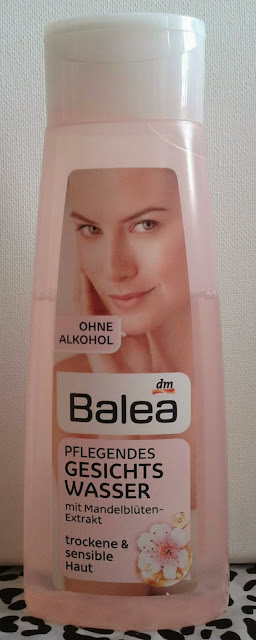 OHNE
ALKOHOL
dm
Balea
PFLEGENDES
GESICHTS
WASSER
mit Mandelblüten-
Extrakt
trockene &
sensible
Haut